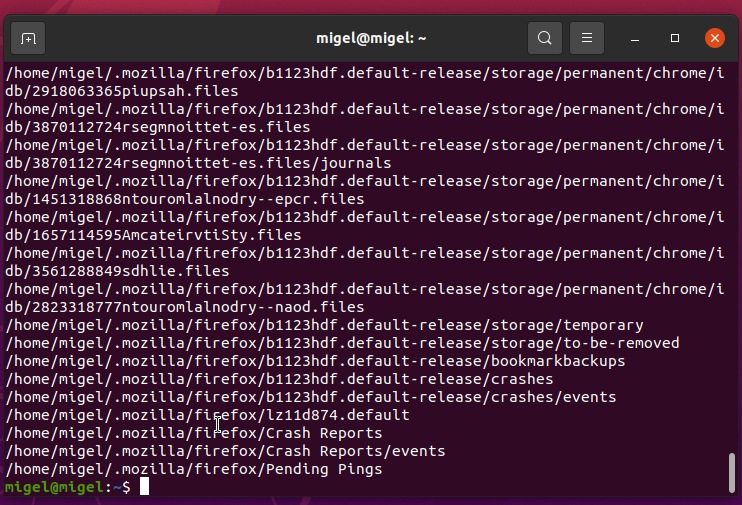 migel@migel: ~
/home/migel/.mozilla/firefox/b1123hdf.default-release/storage/permanent/chrome/i
db/2918063365piupsah.files
/home/migel/.mozilla/firefox/b1123hdf.default-release/storage/permanent/chrome/i
db/3870112724rsegmnoittet-es.files
/home/migel/.mozilla/firefox/b1123hdf.default-release/storage/permanent/chrome/i
db/3870112724rsegmnoittet-es.files/journals
/home/migel/.mozilla/firefox/b1123hdf.default-release/storage/permanent/chrome/i
db/1451318868ntouromlalnodry--epcr.files
/home/migel/.mozilla/firefox/b1123hdf.default-release/storage/permanent/chrome/i
db/1657114595AmcateirvtiSty.files
/home/migel/.mozilla/firefox/b1123hdf.default-release/storage/permanent/chrome/i
db/3561288849sdhlie.files
/home/migel/.mozilla/firefox/b1123hdf.default-release/storage/permanent/chrome/i
db/2823318777ntouromlalnodry--naod.files
/home/migel/.mozilla/firefox/b1123hdf.default-release/storage/temporary
/home/migel/.mozilla/firefox/b1123hdf.default-release/storage/to-be-removed
/home/migel/.mozilla/firefox/b1123hdf.default-release/bookmarkbackups
/home/migel/.mozilla/firefox/b1123hdf.default-release/crashes
/home/migel/.mozilla/firefox/b1123hdf.default-release/crashes/events
/home/migel/.mozilla/firefox/lz11d874.default
/home/migel/.mozilla/firefox/Crash Reports
/home/migel/.mozilla/firefox/Crash Reports/events
/home/migel/.mozilla/firefox/Pending Pings
migel@migel:~$